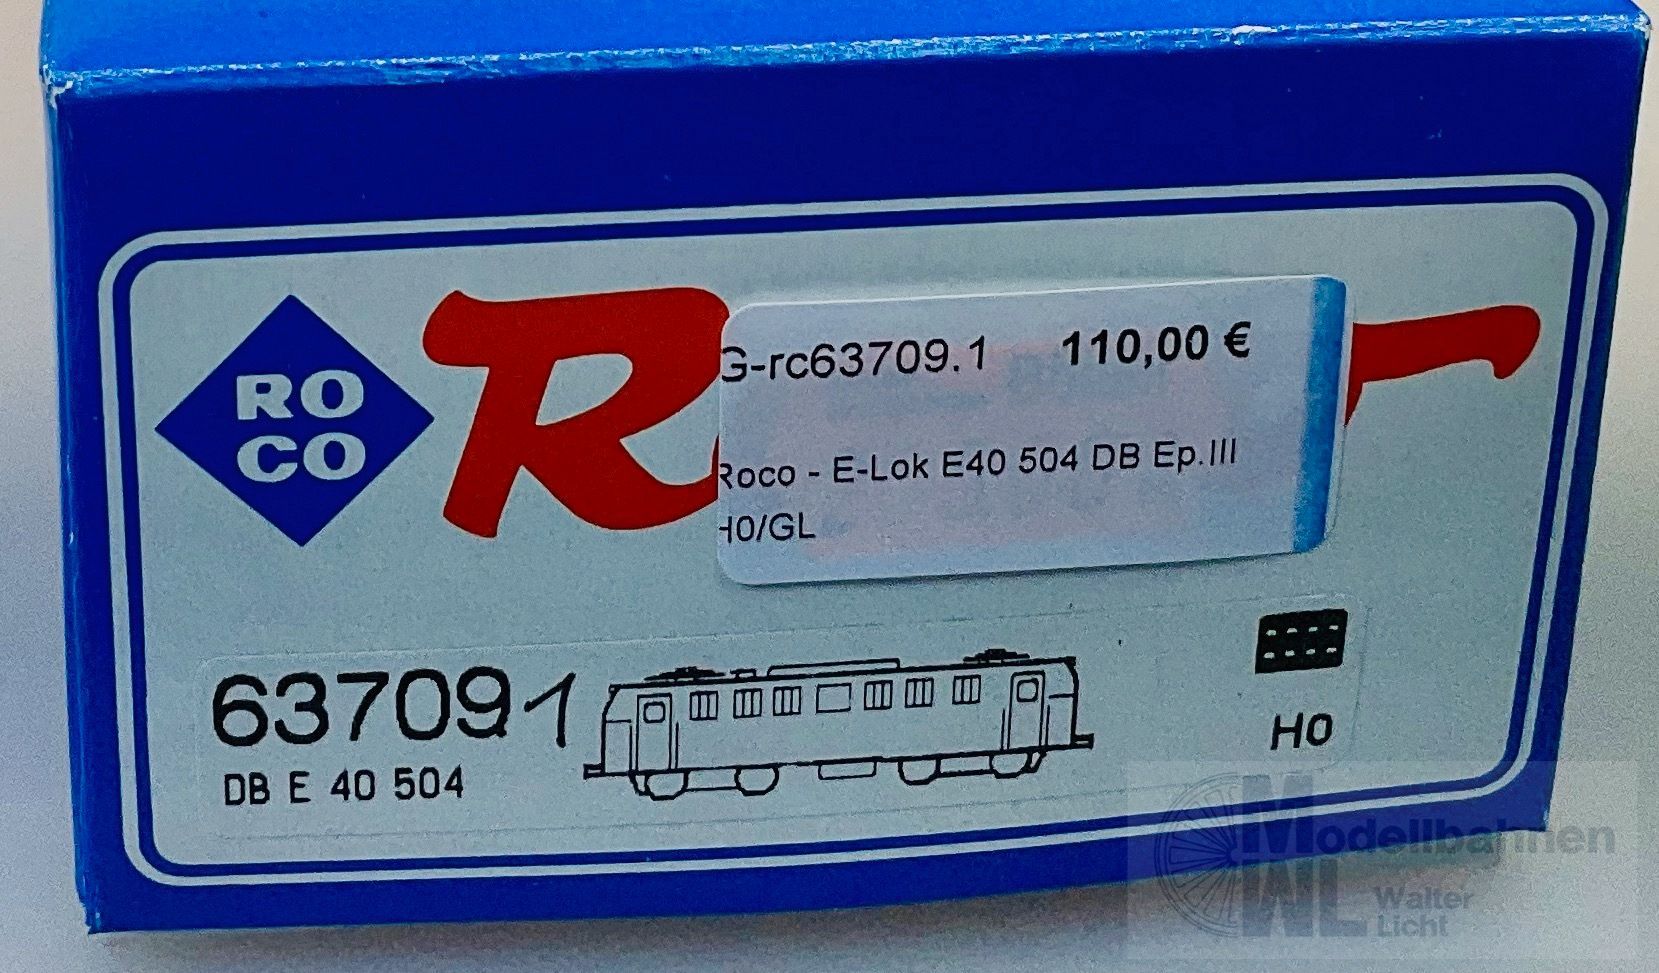 RO
CO
G-rc63709.1 110,00 €
Roco - E-Lok E40 504 DB Ep.III
H0/GL
637091
DB E 40 504
H0
Modellbahnen
WL Walter
Licht